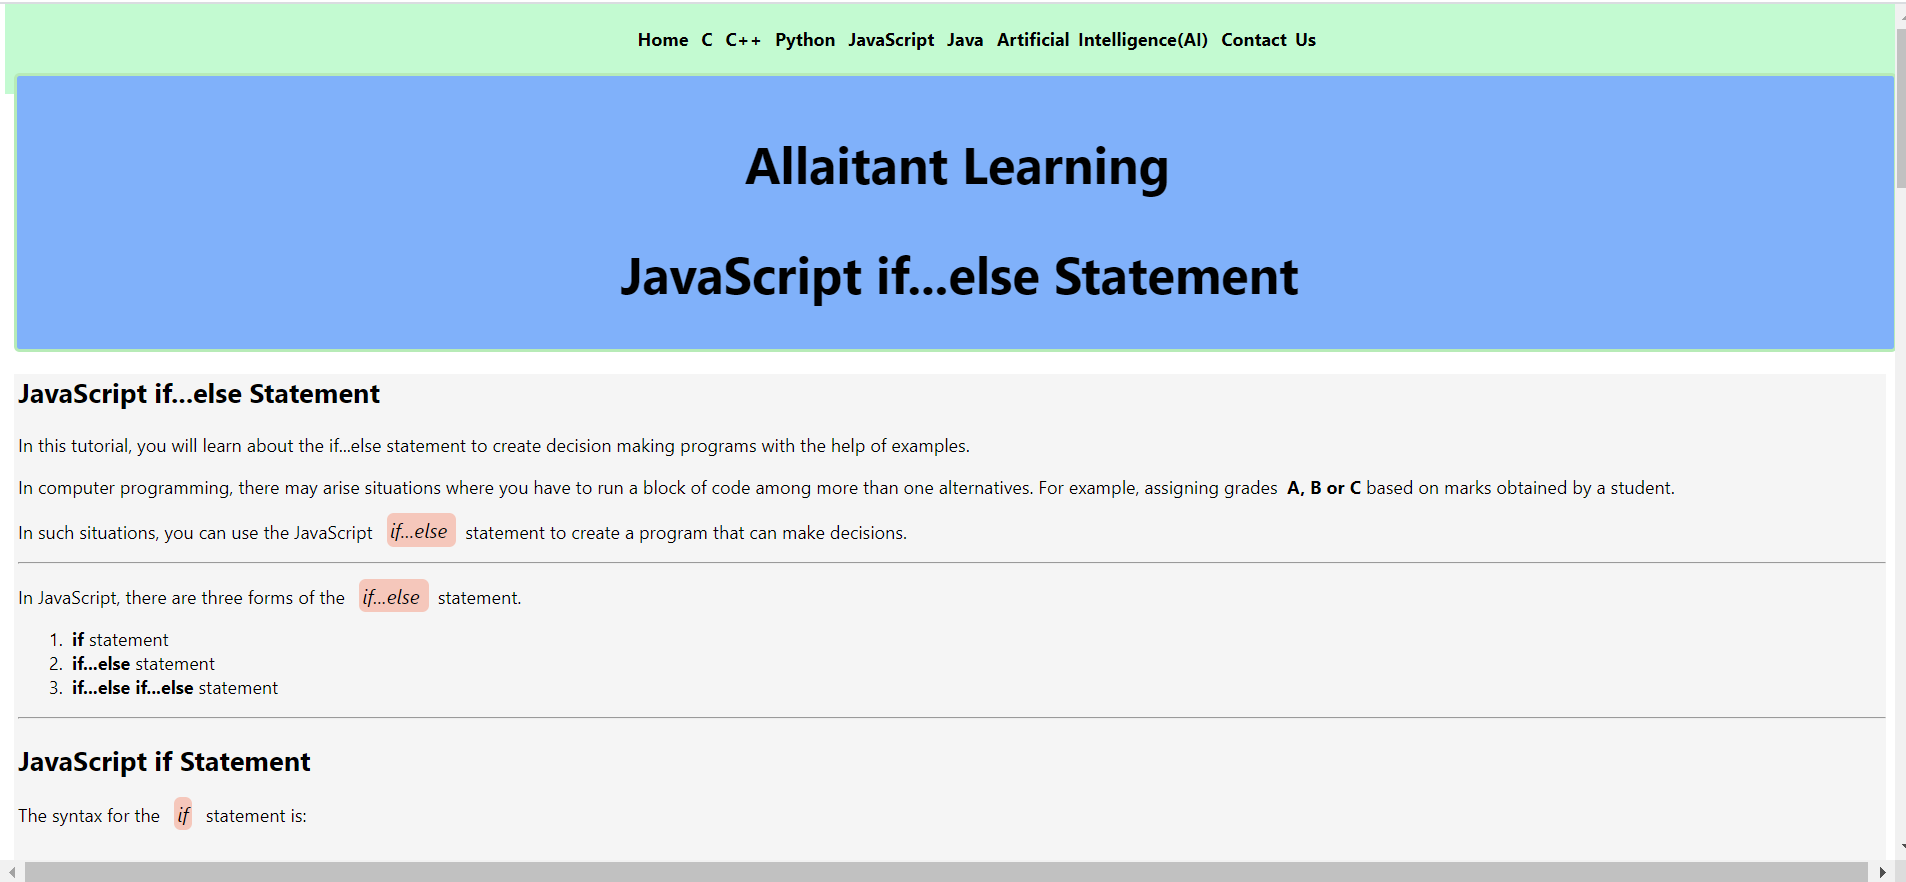 Home C C++ Python JavaScript Java Artificial Intelligence(AI) Contact Us
Allaitant Learning
JavaScript if...else Statement
JavaScript if...else Statement
In this tutorial, you will learn about the if...else statement to create decision making programs with the help of examples.
In computer programming, there may arise situations where you have to run a block of code among more than one alternatives. For example, assigning grades A, B or C based on marks obtained by a student.
In such situations, you can use the JavaScript if...else statement to create a program that can make decisions.
In JavaScript, there are three forms of the if...else statement.
1. if statement
2. if...else statement
3. if...else if...else statement
JavaScript if Statement
The syntax for the if statement is: